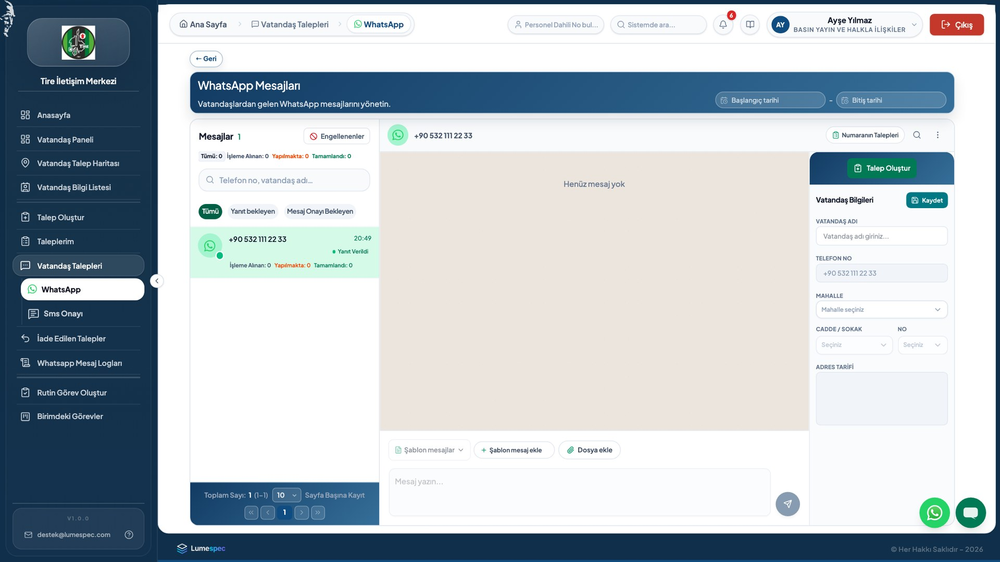 Ana Sayfa
Vatandaş Talepleri
WhatsApp
Personel Dahili No bul...
Sistemde ara...
6
AY
Ayşe Yılmaz
BASIN YAYIN VE HALKLA İLİŞKİLER
Çıkış
TİRE
Tire İletişim Merkezi
Anasayfa
Vatandaş Paneli
Vatandaş Talep Haritası
Vatandaş Bilgi Listesi
Talep Oluştur
Taleplerim
Vatandaş Talepleri
WhatsApp
Sms Onayı
İade Edilen Talepler
Whatsapp Mesaj Logları
Rutin Görev Oluştur
Birimdeki Görevler
V1.0.0
destek@lumespec.com
← Geri
WhatsApp Mesajları
Vatandaşlardan gelen WhatsApp mesajlarını yönetin.
Başlangıç tarihi - Bitiş tarihi
Mesajlar 1
Engellenenler
Tümü: 0 İşleme Alınan: 0 Yapılmakta: 0 Tamamlandı: 0
Telefon no, vatandaş adı...
Tümü Yanıt bekleyen Mesaj Onayı Bekleyen
+90 532 111 22 33 20:49
Yanıt Verildi
İşleme Alınan: 0 Yapılmakta: 0 Tamamlandı: 0
Toplam Sayı: 1 (1-1) 10 Sayfa Başına Kayıt
« ‹ 1 › »
+90 532 111 22 33
Numaranın Talepleri
Henüz mesaj yok
Şablon mesajlar
+ Şablon mesaj ekle
Dosya ekle
Mesaj yazın...
Talep Oluştur
Vatandaş Bilgileri
Kaydet
VATANDAŞ ADI
Vatandaş adı giriniz...
TELEFON NO
+90 532 111 22 33
MAHALLE
Mahalle seçiniz
CADDE / SOKAK NO
Seçiniz Seçiniz
ADRES TARİFİ
Lumespec
© Her Hakkı Saklıdır – 2026